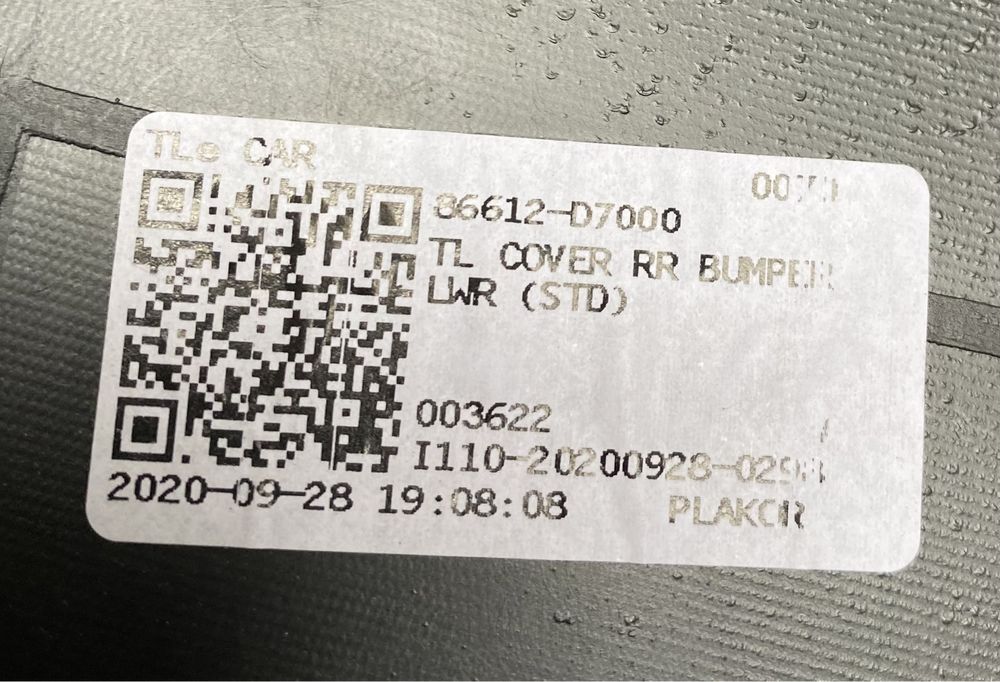 TLe CAR
86612-D7000
TL COVER RR BUMPER
LWR (STD)
003622
2020-09-28 19:08:08
PLAKOR